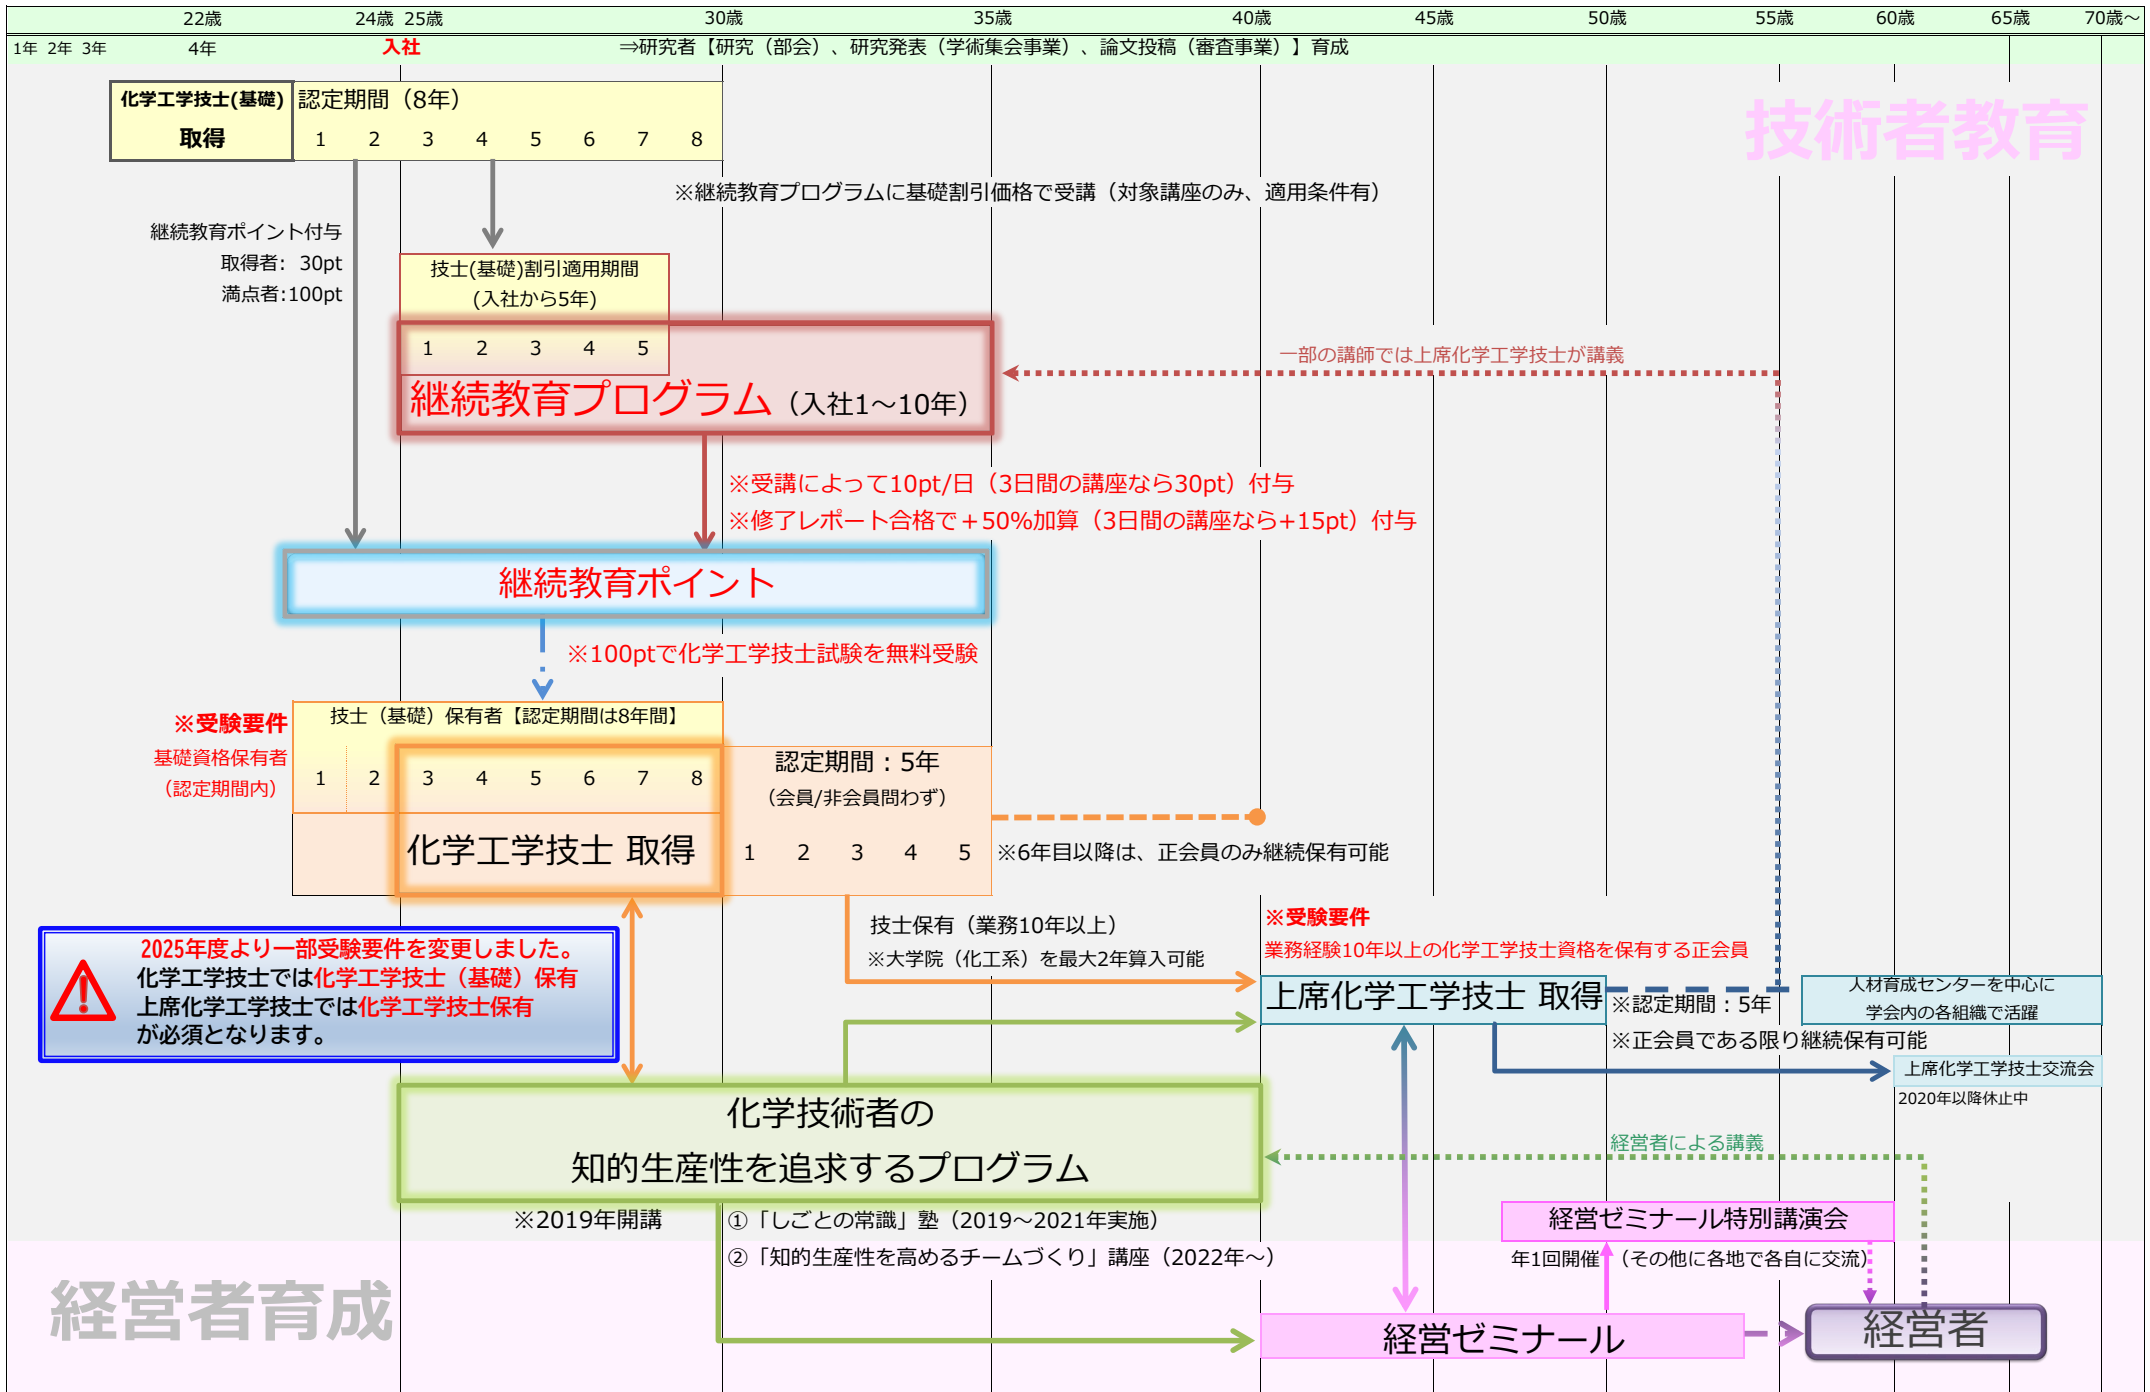 22歳 24歳 25歳 30歳 35歳 40歳 45歳 50歳 55歳 60歳 65歳 70歳～
1年 2年 3年 4年 入社 ⇒研究者【研究（部会）、研究発表（学術集会事業）、論文投稿（審査事業）】育成
技術者教育
化学工学技士(基礎)
取得
認定期間（8年）
1 2 3 4 5 6 7 8
※継続教育プログラムに基礎割引価格で受講（対象講座のみ、適用条件有）
継続教育ポイント付与
取得者: 30pt
満点者:100pt
技士(基礎)割引適用期間
(入社から5年)
1 2 3 4 5
継続教育プログラム（入社1～10年）
一部の講師では上席化学工学技士が講義
※受講によって10pt/日（3日間の講座なら30pt）付与
※修了レポート合格で＋50%加算（3日間の講座なら+15pt）付与
継続教育ポイント
※100ptで化学工学技士試験を無料受験
※受験要件
基礎資格保有者
（認定期間内）
技士（基礎）保有者【認定期間は8年間】
1 2 3 4 5 6 7 8
化学工学技士 取得
認定期間：5年
（会員/非会員問わず）
1 2 3 4 5
※6年目以降は、正会員のみ継続保有可能
2025年度より一部受験要件を変更しました。
化学工学技士では化学工学技士（基礎）保有
上席化学工学技士では化学工学技士保有
が必須となります。
技士保有（業務10年以上）
※大学院（化工系）を最大2年算入可能
※受験要件
業務経験10年以上の化学工学技士資格を保有する正会員
上席化学工学技士 取得
※認定期間：5年
※正会員である限り継続保有可能
人材育成センターを中心に
学会内の各組織で活躍
上席化学工学技士交流会
2020年以降休止中
化学技術者の
知的生産性を追求するプログラム
経営者による講義
※2019年開講
①「しごとの常識」塾（2019～2021年実施）
②「知的生産性を高めるチームづくり」講座（2022年～）
経営ゼミナール特別講演会
年1回開催 （その他に各地で各自に交流）
経営者育成
経営ゼミナール
経営者